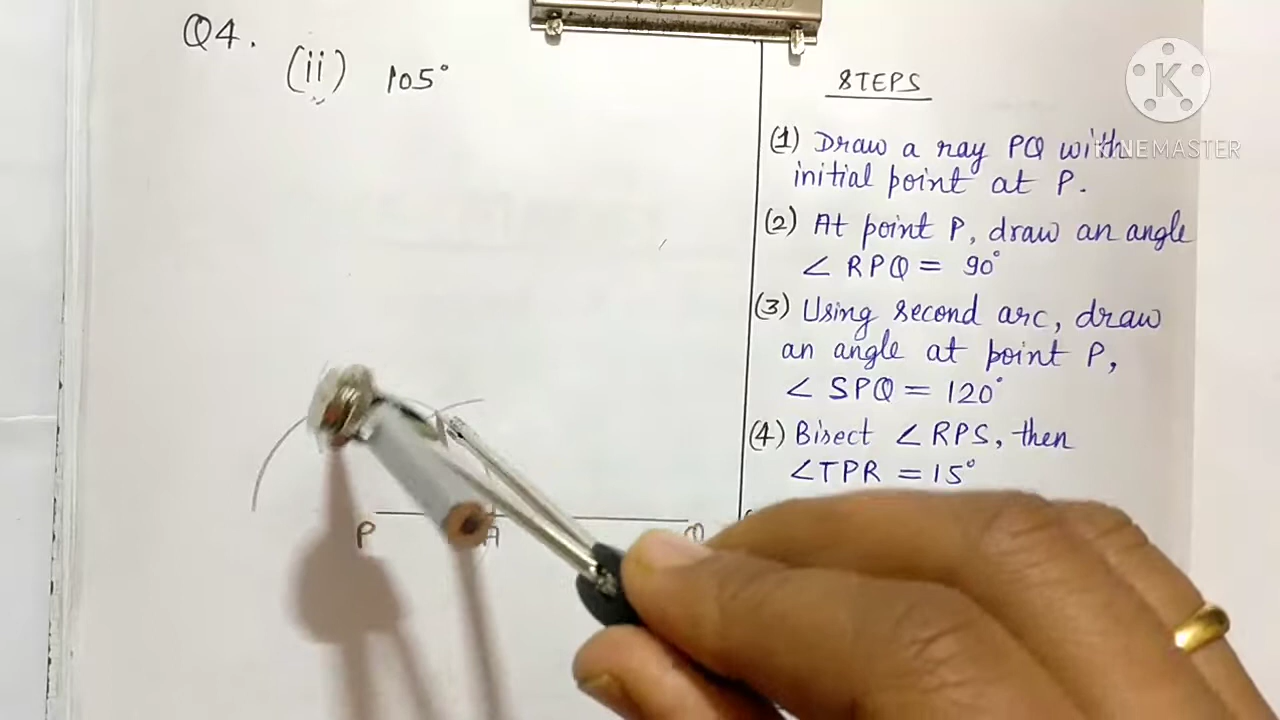 Q4.
(ii) 105°
STEPS
K
KINEMASTER
(1) Draw a ray PQ with
initial point at P.
(2) At point P, draw an angle
∠ RPQ = 90°
(3) Using second arc, draw
an angle at point P,
∠ SPQ = 120°
(4) Bisect ∠RPS, then
∠TPR = 15°
P A Q